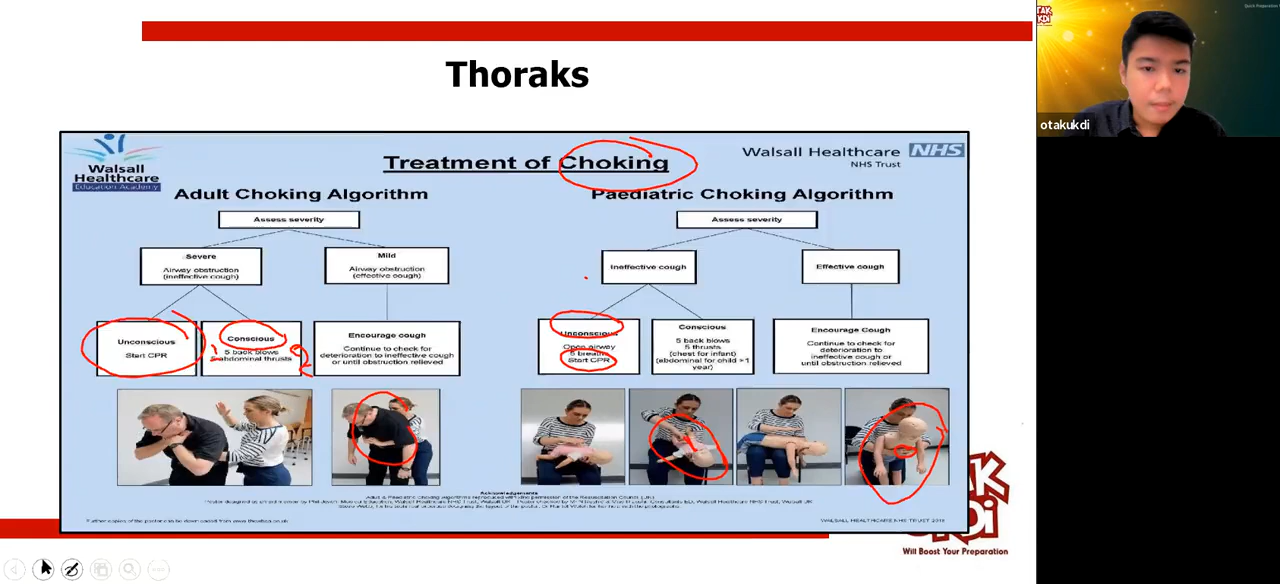 Thoraks
Walsall
Healthcare
Education Academy
Treatment of Choking
Walsall Healthcare NHS
NHS Trust
Adult Choking Algorithm
Assess severity
Severe
Airway obstruction
(ineffective cough)
Mild
Airway obstruction
(effective cough)
Unconscious
Start CPR
Conscious
5 back blows
5 abdominal thrusts
Encourage cough
Continue to check for
deterioration to ineffective cough
or until obstruction relieved
Paediatric Choking Algorithm
Assess severity
Ineffective cough
Effective cough
Unconscious
Open airway
5 breaths
Start CPR
Conscious
5 back blows
5 thrusts
(chest for infant)
(abdominal for child >1
year)
Encourage Cough
Continue to check for
deterioration to
ineffective cough or
until obstruction relieved
Acknowledgements
WALSALL HEALTHCARE NHS TRUST
Will Boost Your Preparation
otakukdi